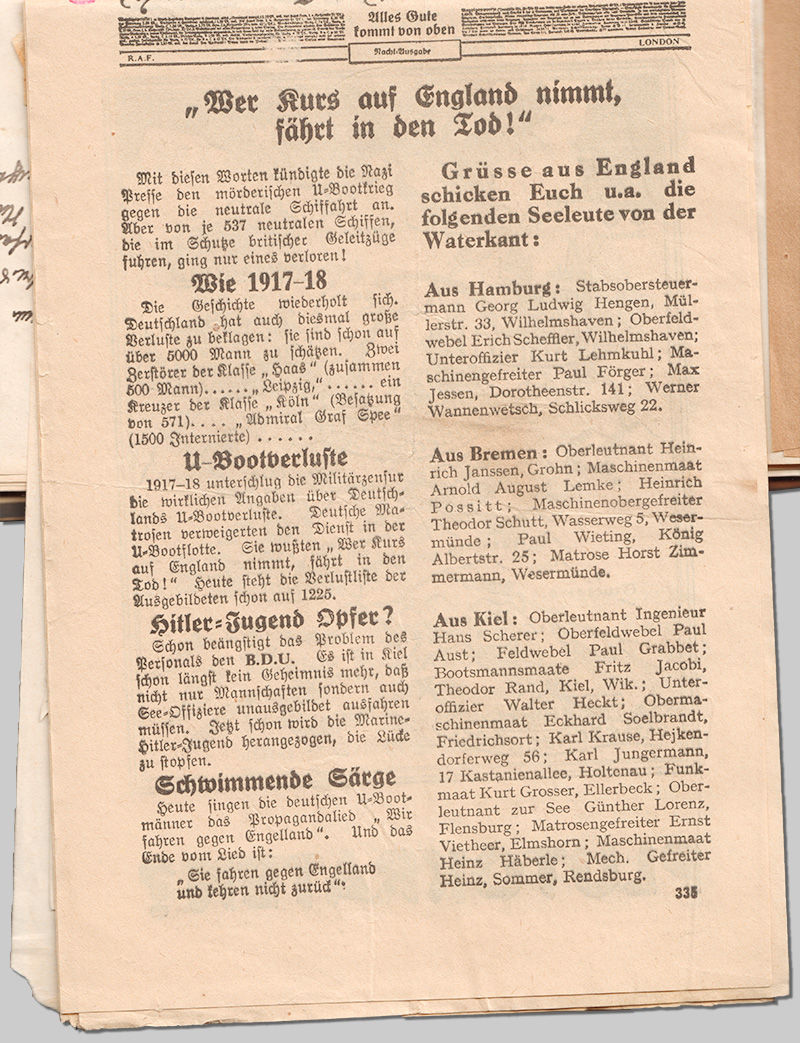 Alles Gute
kommt von oben
Nacht-Ausgabe
R.A.F.
LONDON
„Wer Kurs auf England nimmt,
fährt in den Tod!“
Mit diesen Worten kündigte die Nazi
Presse den mörderischen U-Bootkrieg
gegen die neutrale Schiffahrt an.
Aber von je 537 neutralen Schiffen,
die im Schutze britischer Geleitzüge
fuhren, ging nur eines verloren!
Wie 1917-18
Die Geschichte wiederholt sich.
Deutschland hat auch diesmal große
Verluste zu beklagen: sie sind schon auf
über 5000 Mann zu schätzen. Zwei
Zerstörer der Klasse „Haas“ (zusammen
500 Mann)......„Leipzig,“...... ein
Kreuzer der Klasse „Köln“ (Besatzung
von 571).... „Admiral Graf Spee“
(1500 Internierte) ......
U-Bootverluste
1917-18 unterschlug die Militärzensur
die wirklichen Angaben über Deutsch-
lands U-Bootverluste. Deutsche Ma-
trosen verweigerten den Dienst in der
U-Bootsflotte. Sie wußten „Wer Kurs
auf England nimmt, fährt in den
Tod!“ Heute steht die Verlustliste der
Ausgebildeten schon auf 1225.
Hitler-Jugend Opfer?
Schon beängstigt das Problem des
Personals den B.D.U. Es ist in Kiel
schon längst kein Geheimnis mehr, daß
nicht nur Mannschaften sondern auch
See-Offiziere unausgebildet ausfahren
müssen. Jetzt schon wird die Marine-
Hitler-Jugend herangezogen, die Lücke
zu stopfen.
Schwimmende Särge
Heute singen die deutschen U-Boot-
männer das Propagandalied „Wir
fahren gegen Engelland“. Und das
Ende vom Lied ist:
„Sie fahren gegen Engelland
und kehren nicht zurück“.
Grüsse aus England
schicken Euch u.a. die
folgenden Seeleute von der
Waterkant:
Aus Hamburg: Stabsobersteuer-
mann Georg Ludwig Hengen, Mül-
lerstr. 33, Wilhelmshaven; Oberfeld-
webel Erich Scheffler, Wilhelmshaven;
Unteroffizier Kurt Lehmkuhl; Ma-
schinengefreiter Paul Förger; Max
Jessen, Dorotheenstr. 141; Werner
Wannenwetsch, Schlicksweg 22.
Aus Bremen: Oberleutnant Hein-
rich Janssen, Grohn; Maschinenmaat
Arnold August Lemke; Heinrich
Possitt; Maschinenobergefreiter
Theodor Schutt, Wasserweg 5, Weser-
münde; Paul Wieting, König
Albertstr. 25; Matrose Horst Zim-
mermann, Wesermünde.
Aus Kiel: Oberleutnant Ingenieur
Hans Scherer; Oberfeldwebel Paul
Aust; Feldwebel Paul Grabbet;
Bootsmannsmaate Fritz Jacobi,
Theodor Rand, Kiel, Wik.; Unter-
offizier Walter Heckt; Oberma-
schinenmaat Eckhard Soelbrandt,
Friedrichsort; Karl Krause, Hejken-
dorferweg 56; Karl Jungermann,
17 Kastanienallee, Holtenau; Funk-
maat Kurt Grosser, Ellerbeck; Ober-
leutnant zur See Günther Lorenz,
Flensburg; Matrosengefreiter Ernst
Vietheer, Elmshorn; Maschinenmaat
Heinz Häberle; Mech. Gefreiter
Heinz, Sommer, Rendsburg.
335